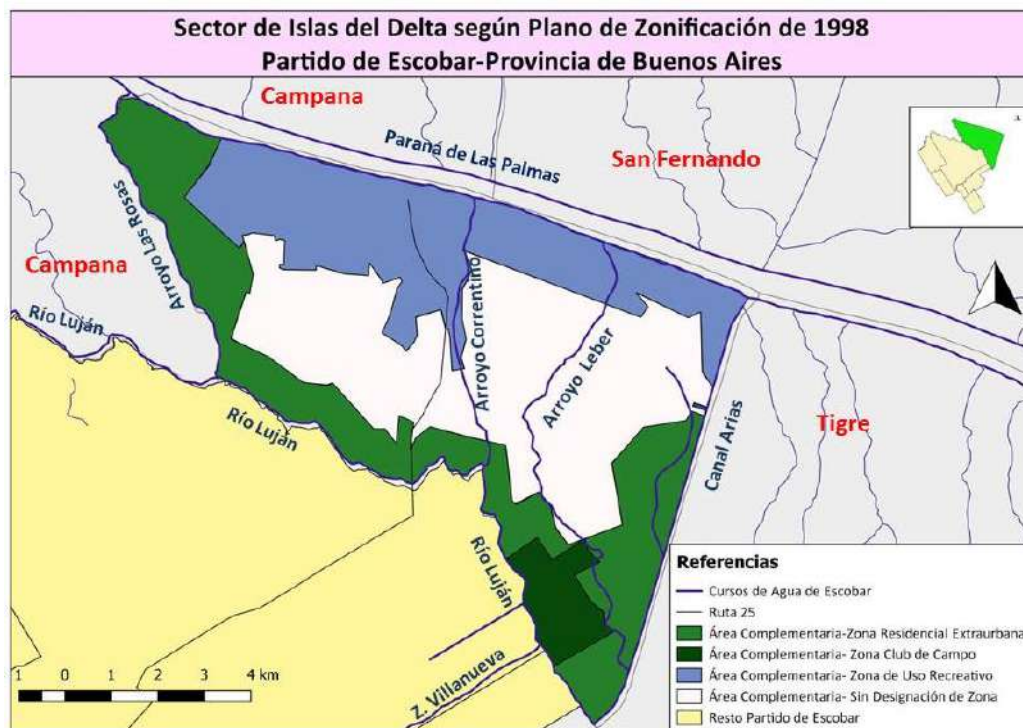 Sector de Islas del Delta según Plano de Zonificación de 1998
Partido de Escobar-Provincia de Buenos Aires
Campana
Paraná de Las Palmas
San Fernando
Arroyo Las Rosas
Campana
Río Luján
Arroyo Correntino
Arroyo Leber
Canal Arias
Tigre
Río Luján
Río Luján
Z. Villanueva
1 0 1 2 3 4 km
Referencias
Cursos de Agua de Escobar
Ruta 25
Área Complementaria-Zona Residencial Extraurbana
Área Complementaria- Zona Club de Campo
Área Complementaria- Zona de Uso Recreativo
Área Complementaria- Sin Designación de Zona
Resto Partido de Escobar